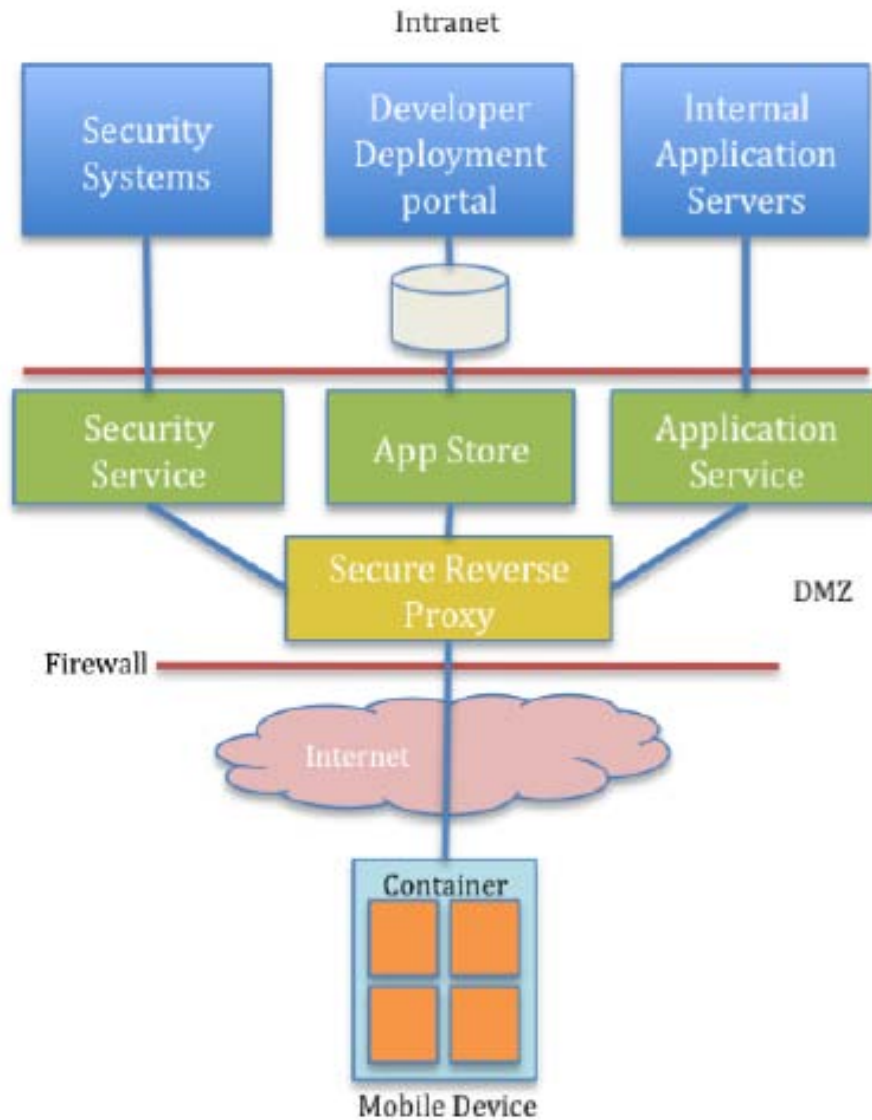 Intranet
Security
Systems
Developer
Deployment
portal
Internal
Application
Servers
Security
Service
App Store
Application
Service
Secure Reverse
Proxy
DMZ
Firewall
Internet
Container
Mobile Device